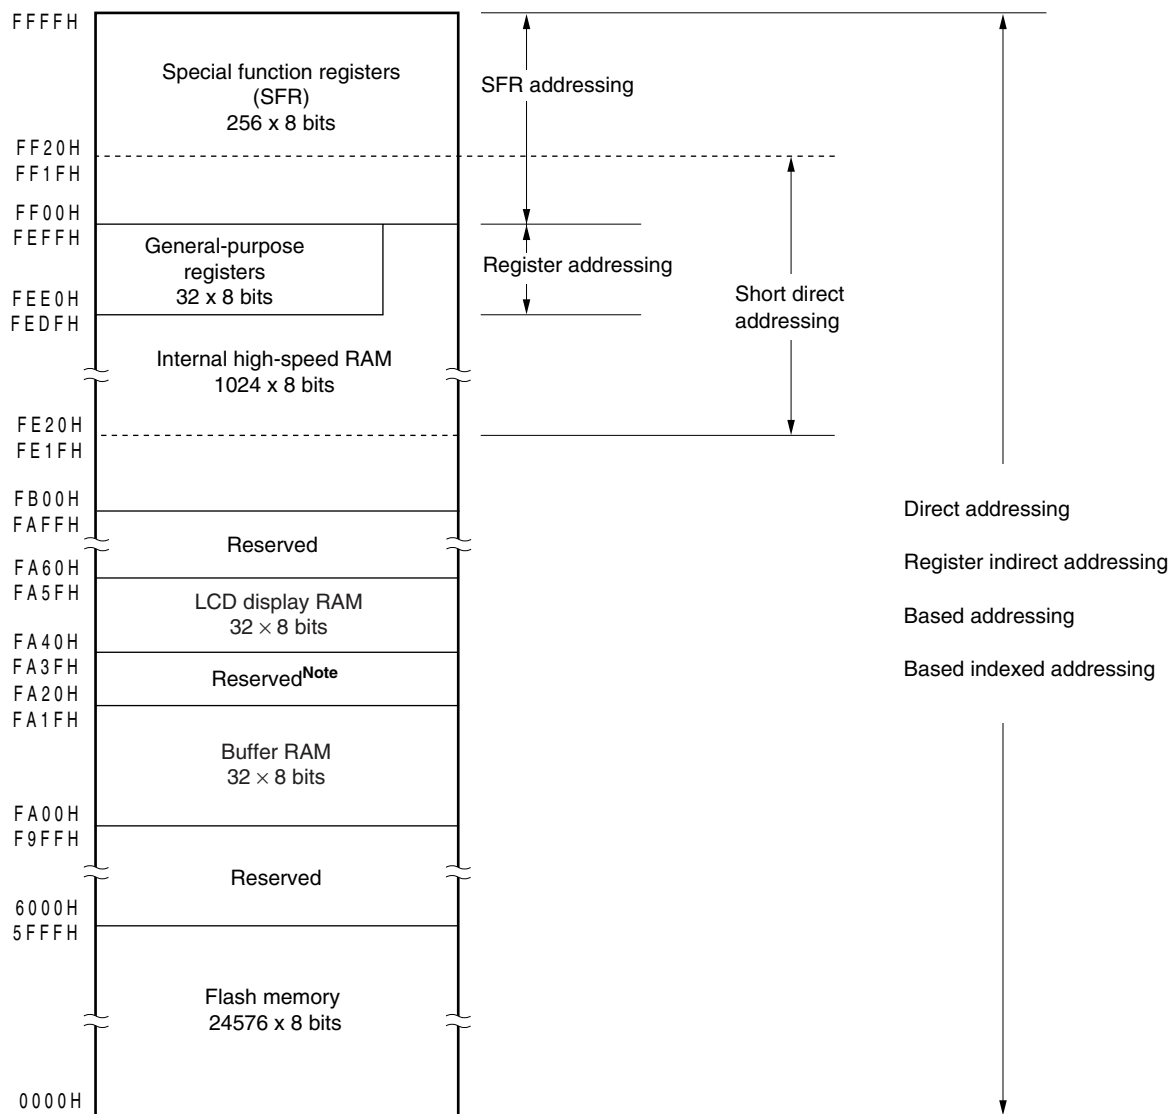 FFFFH
Special function registers
(SFR)
256 x 8 bits
SFR addressing
FF20H
FF1FH
FF00H
FEFFH
General-purpose
registers
32 x 8 bits
Register addressing
Short direct
addressing
FEE0H
FEDFH
Internal high-speed RAM
1024 x 8 bits
FE20H
FE1FH
FB00H
FAFFH
Reserved
FA60H
FA5FH
LCD display RAM
32 × 8 bits
FA40H
FA3FH
ReservedNote
FA20H
FA1FH
Buffer RAM
32 × 8 bits
FA00H
F9FFH
Reserved
6000H
5FFFH
Flash memory
24576 x 8 bits
0000H
Direct addressing
Register indirect addressing
Based addressing
Based indexed addressing